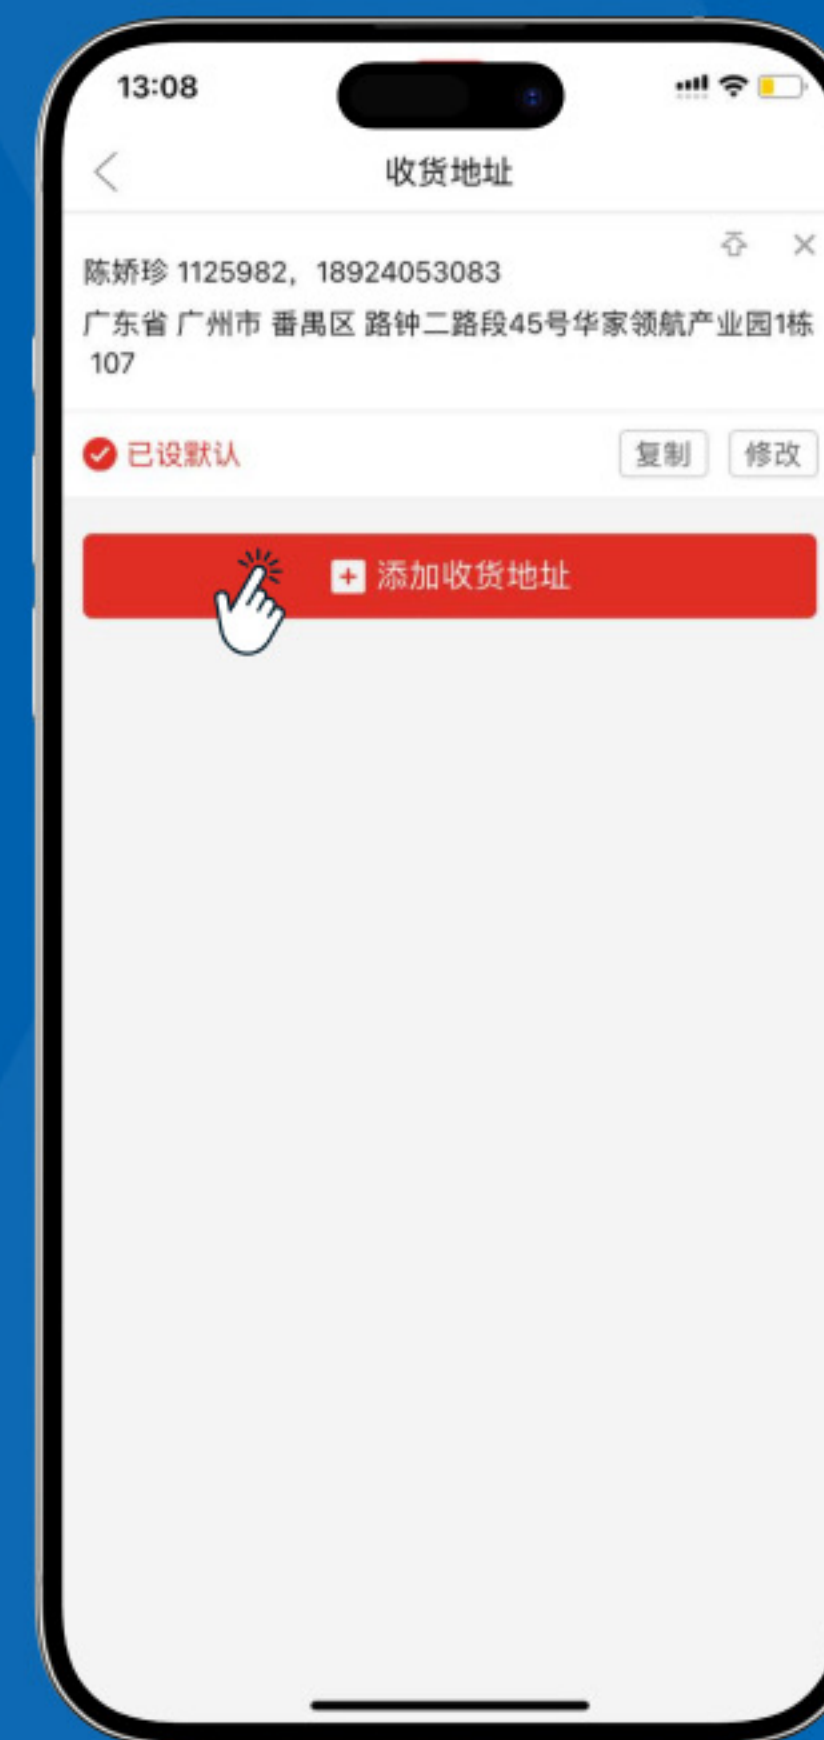 13:08
收货地址
陈娇珍 1125982，18924053083
广东省 广州市 番禺区 路钟二路段45号华家领航产业园1栋
107
已设默认
复制 修改
添加收货地址